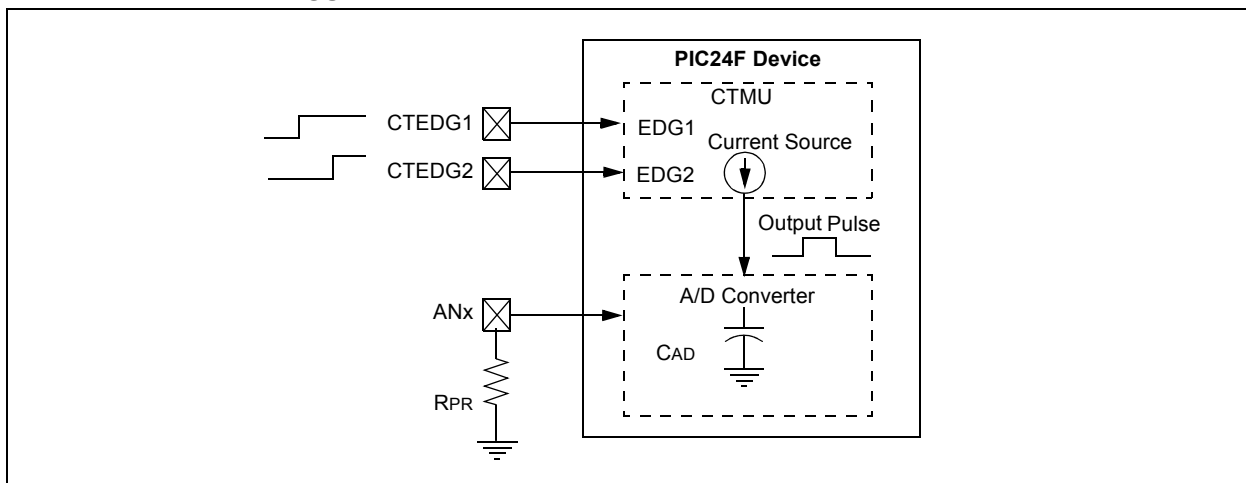 PIC24F Device
CTMU
CTEDG1
EDG1
Current Source
CTEDG2
EDG2
Output Pulse
A/D Converter
ANx
CAD
RPR